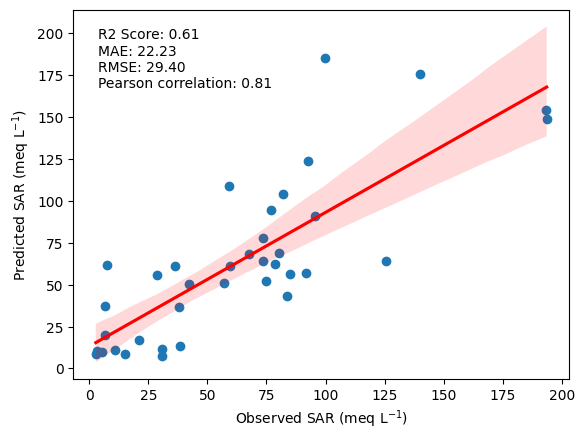 R2 Score: 0.61
MAE: 22.23
RMSE: 29.40
Pearson correlation: 0.81
Predicted SAR (meq L⁻¹)
200
175
150
125
100
75
50
25
0
0 25 50 75 100 125 150 175 200
Observed SAR (meq L⁻¹)